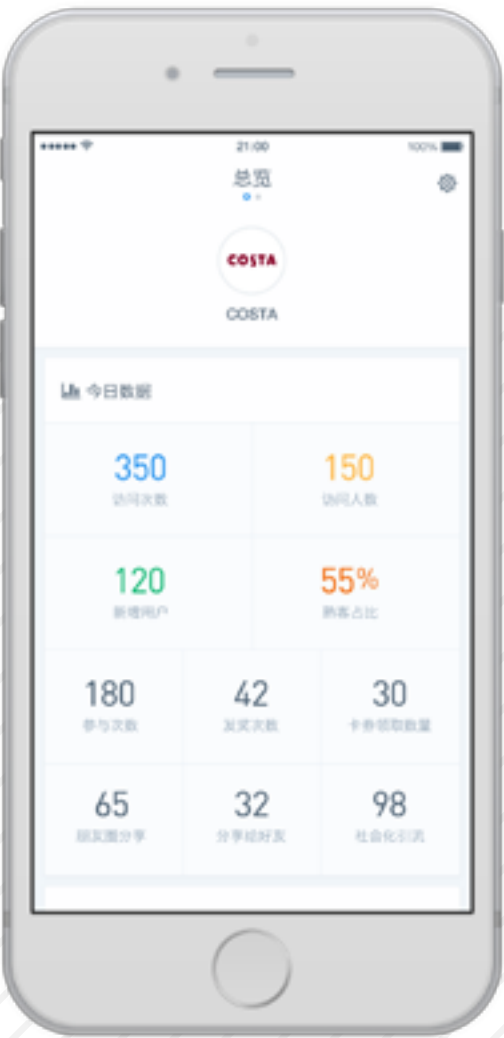 21:00
100%
总览
COSTA
COSTA
今日数据
350 150
访问次数 访问人数
120 55%
新增用户 熟客占比
180 42 30
参与次数 发奖次数 卡券领取数量
65 32 98
朋友圈分享 分享给好友 社会化引流